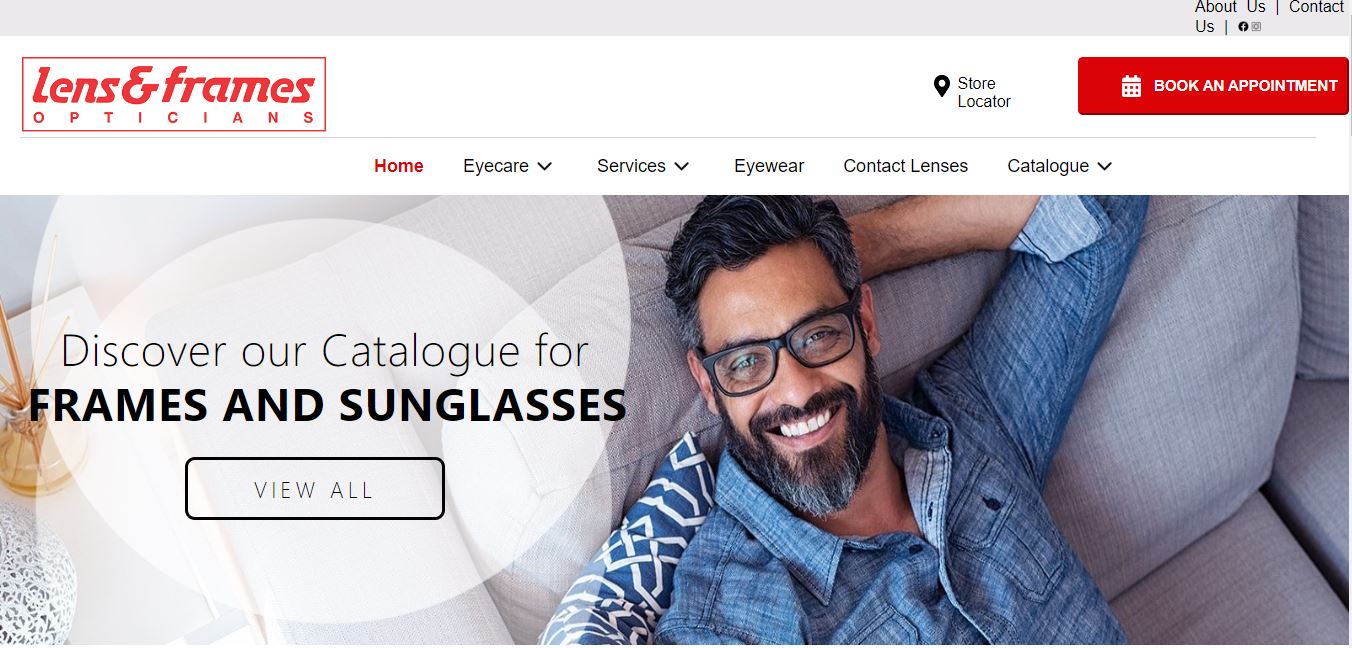 About Us | Contact
Us |
lens&frames
OPTICIANS
Store
Locator
BOOK AN APPOINTMENT
Home Eyecare Services Eyewear Contact Lenses Catalogue
Discover our Catalogue for
FRAMES AND SUNGLASSES
VIEW ALL